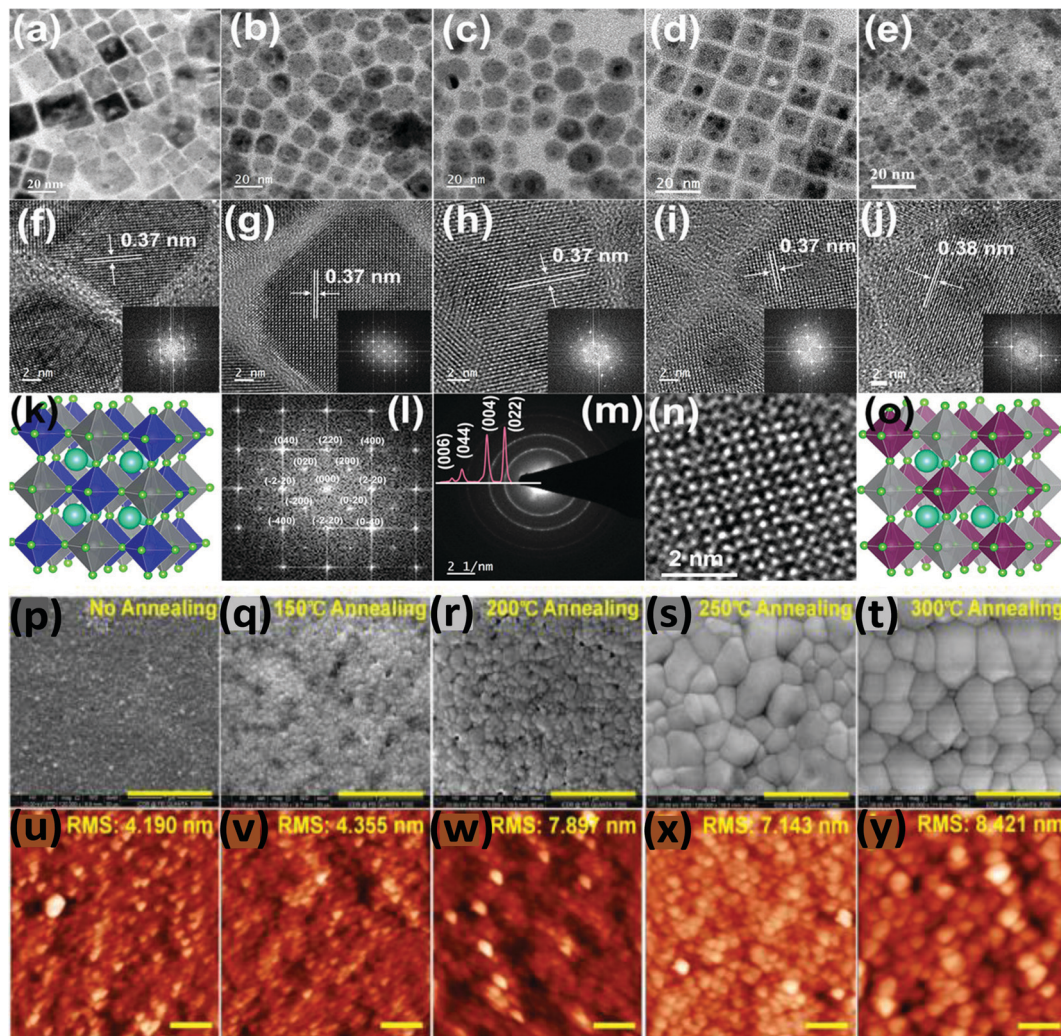 (a) (b) (c) (d) (e)
20 nm 20 nm 20 nm 20 nm 20 nm
(f) (g) (h) (i) (j)
0.37 nm 0.37 nm 0.37 nm 0.37 nm 0.38 nm
2 nm 2 nm 2 nm 2 nm 2 nm
(k) (l) (m) (n) (o)
(040) (220) (400)
(020) (200)
(-2-20) (000) (2-20)
(-200) (0-20)
(-400) (-2-20) (0-40)
(006) (044) (004) (022)
2 1/nm
2 nm
(p) No Annealing
(q) 150℃ Annealing
(r) 200℃ Annealing
(s) 250℃ Annealing
(t) 300℃ Annealing
(u) RMS: 4.190 nm
(v) RMS: 4.355 nm
(w) RMS: 7.897 nm
(x) RMS: 7.143 nm
(y) RMS: 8.421 nm